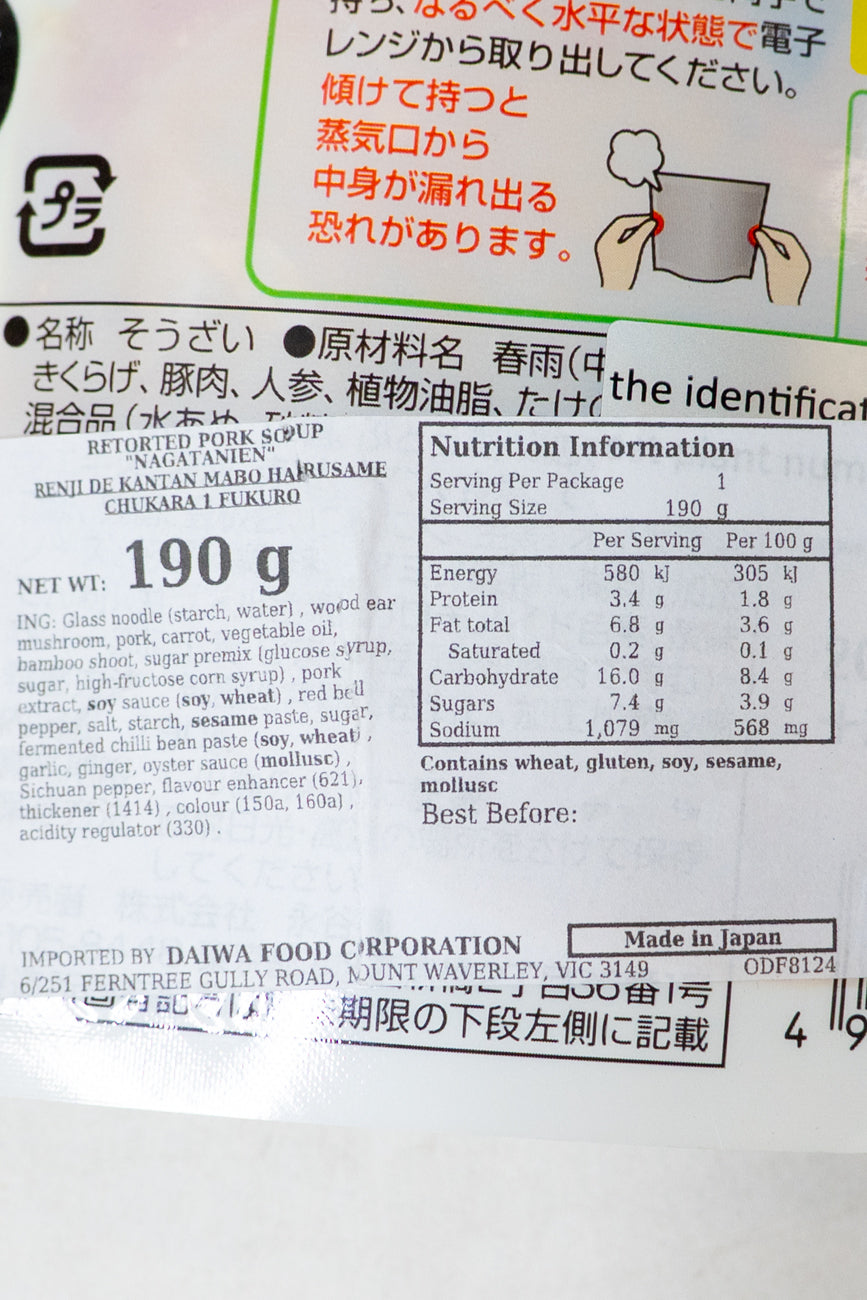 なるべく水平な状態で電子
レンジから取り出してください。
傾けて持つと
蒸気口から
中身が漏れ出る
恐れがあります。
プラ
●名称 そうざい ●原材料名 春雨(中
きくらげ、豚肉、人参、植物油脂、たけ
混合品(水あめ、
the identificat
RETORTED PORK SOUP
"NAGATANIEN"
RENJI DE KANTAN MABO HARUSAME
CHUKARA 1 FUKURO
NET WT: 190 g
ING: Glass noodle (starch, water) , wood ear
mushroom, pork, carrot, vegetable oil,
bamboo shoot, sugar premix (glucose syrup,
sugar, high-fructose corn syrup) , pork
extract, soy sauce (soy, wheat) , red bell
pepper, salt, starch, sesame paste, sugar,
fermented chilli bean paste (soy, wheat) ,
garlic, ginger, oyster sauce (mollusc) ,
Sichuan pepper, flavour enhancer (621),
thickener (1414) , colour (150a, 160a) ,
acidity regulator (330) .
Nutrition Information
Serving Per Package 1
Serving Size 190 g
Per Serving Per 100 g
Energy 580 kJ 305 kJ
Protein 3.4 g 1.8 g
Fat total 6.8 g 3.6 g
Saturated 0.2 g 0.1 g
Carbohydrate 16.0 g 8.4 g
Sugars 7.4 g 3.9 g
Sodium 1,079 mg 568 mg
Contains wheat, gluten, soy, sesame,
mollusc
Best Before:
Made in Japan
IMPORTED BY DAIWA FOOD CORPORATION
6/251 FERNTREE GULLY ROAD, MOUNT WAVERLEY, VIC 3149 ODF8124
丁目36番1号
期限の下段左側に記載
4 9